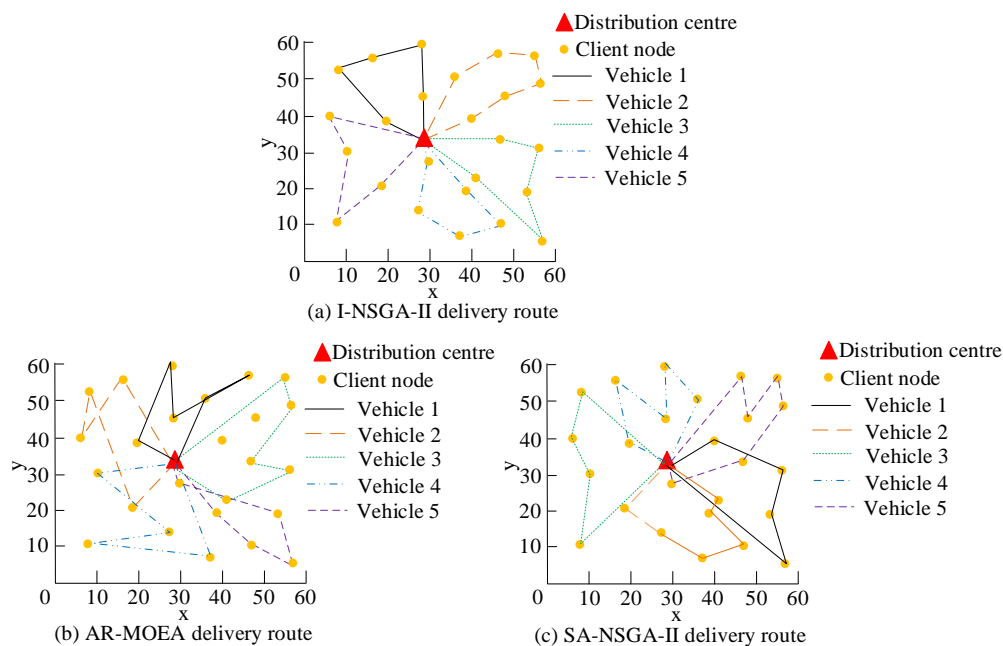 Distribution centre
Client node
Vehicle 1
Vehicle 2
Vehicle 3
Vehicle 4
Vehicle 5
60
50
40
y
30
20
10
0 10 20 30 40 50 60
x
(a) I-NSGA-II delivery route
Distribution centre
Client node
Vehicle 1
Vehicle 2
Vehicle 3
Vehicle 4
Vehicle 5
60
50
40
y
30
20
10
0 10 20 30 40 50 60
x
(b) AR-MOEA delivery route
Distribution centre
Client node
Vehicle 1
Vehicle 2
Vehicle 3
Vehicle 4
Vehicle 5
60
50
40
y
30
20
10
0 10 20 30 40 50 60
x
(c) SA-NSGA-II delivery route